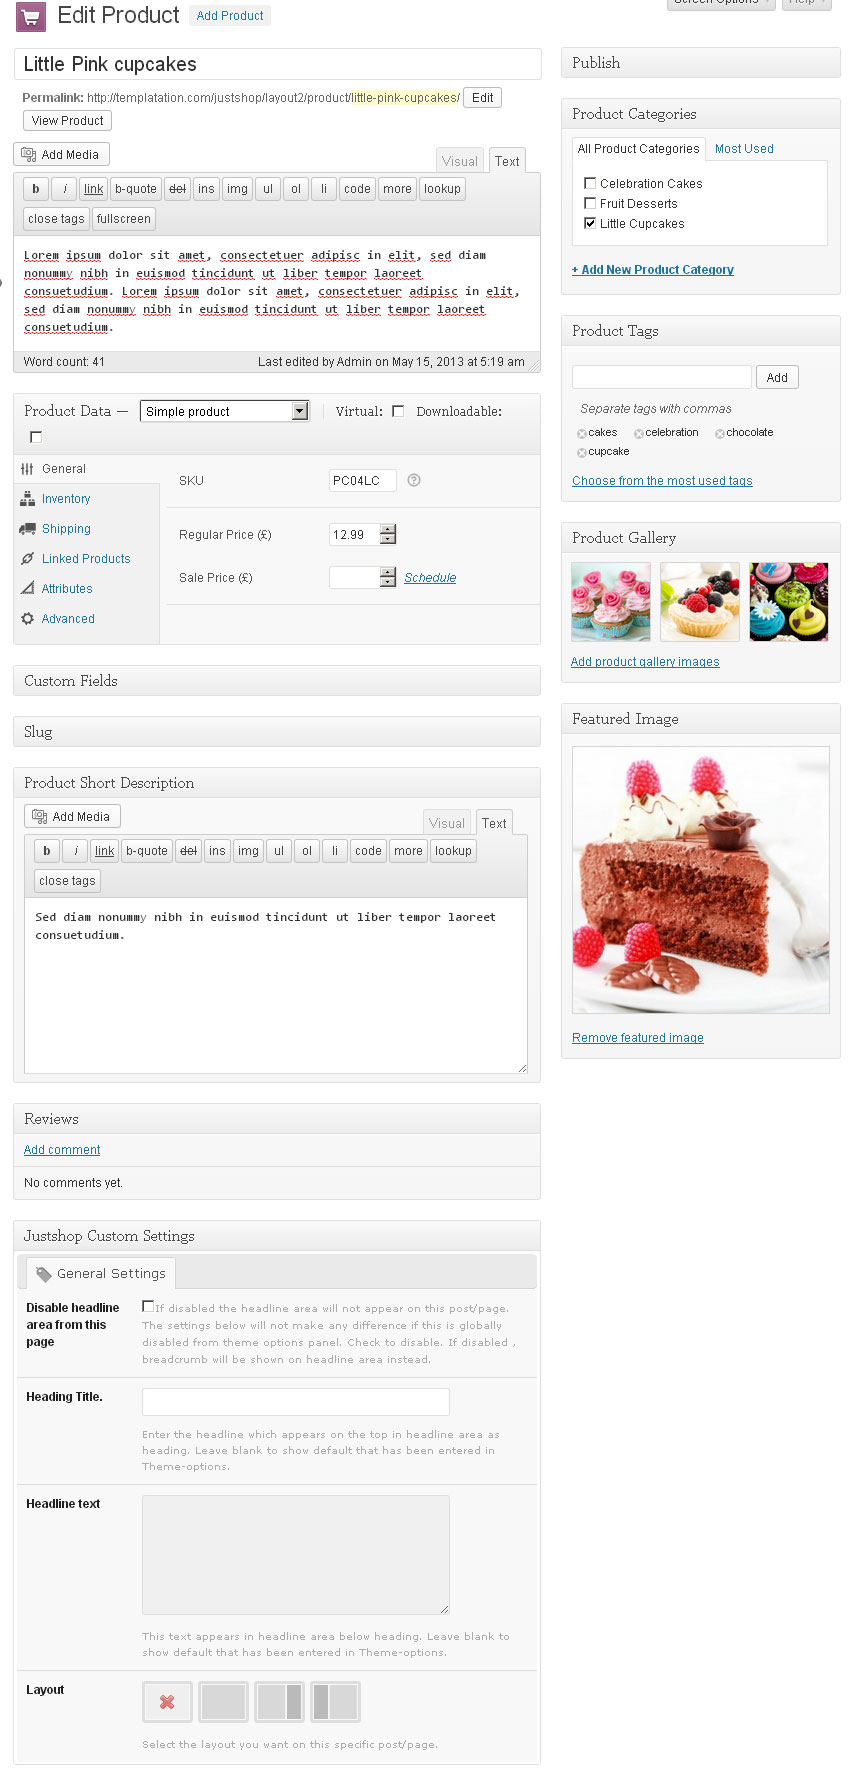 Edit Product Add Product
Screen Options Help
Little Pink cupcakes
Permalink: http://templatation.com/justshop/layout2/product/little-pink-cupcakes/ Edit
View Product
Add Media
Visual Text
b i link b-quote del ins img ul ol li code more lookup
close tags fullscreen
Lorem ipsum dolor sit amet, consectetuer adipisc in elit, sed diam
nonummy nibh in euismod tincidunt ut liber tempor laoreet
consuetudium. Lorem ipsum dolor sit amet, consectetuer adipisc in elit,
sed diam nonummy nibh in euismod tincidunt ut liber tempor laoreet
consuetudium.
Word count: 41 Last edited by Admin on May 15, 2013 at 5:19 am
Product Data — Simple product Virtual: Downloadable:
General
Inventory
Shipping
Linked Products
Attributes
Advanced
SKU PC04LC ?
Regular Price (£) 12.99
Sale Price (£) Schedule
Custom Fields
Slug
Product Short Description
Add Media
Visual Text
b i link b-quote del ins img ul ol li code more lookup
close tags
Sed diam nonummy nibh in euismod tincidunt ut liber tempor laoreet
consuetudium.
Reviews
Add comment
No comments yet.
Justshop Custom Settings
General Settings
Disable headline
area from this
page
If disabled the headline area will not appear on this post/page.
The settings below will not make any difference if this is globally
disabled from theme options panel. Check to disable. If disabled ,
breadcrumb will be shown on headline area instead.
Heading Title.
Enter the headline which appears on the top in headline area as
heading. Leave blank to show default that has been entered in
Theme-options.
Headline text
This text appears in headline area below heading. Leave blank to
show default that has been entered in Theme-options.
Layout
Select the layout you want on this specific post/page.
Publish
Product Categories
All Product Categories Most Used
Celebration Cakes
Fruit Desserts
Little Cupcakes
+ Add New Product Category
Product Tags
Add
Separate tags with commas
cakes celebration chocolate
cupcake
Choose from the most used tags
Product Gallery
Add product gallery images
Featured Image
Remove featured image